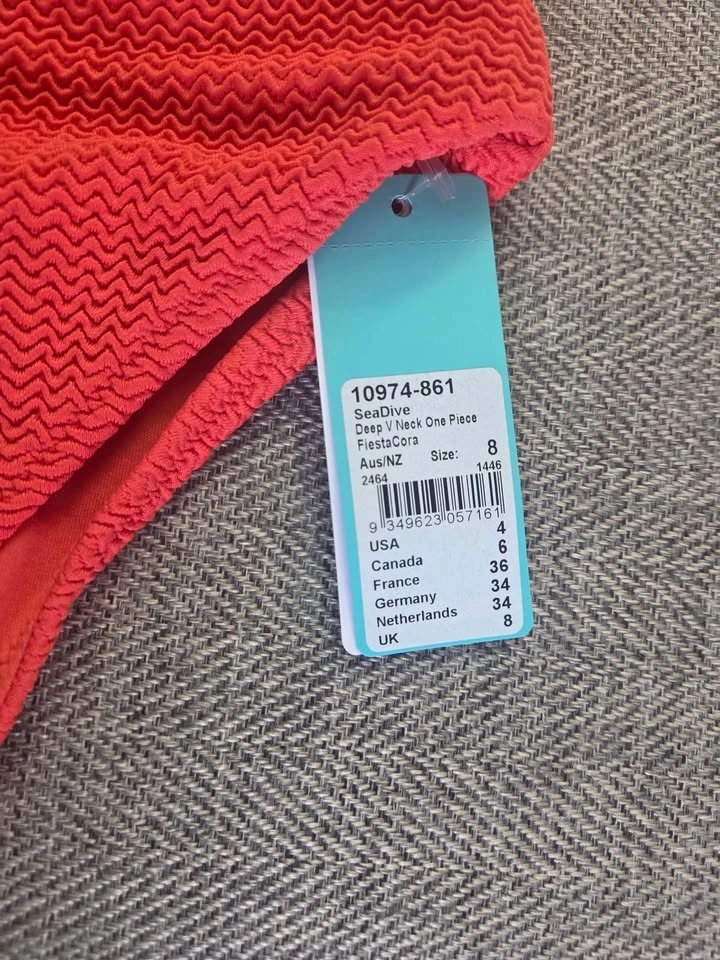 10974-861
SeaDive
Deep V Neck One Piece
FiestaCora
Aus/NZ Size: 8
2464 1446
9 349623 057161
USA 4
Canada 6
France 36
Germany 34
Netherlands 34
UK 8